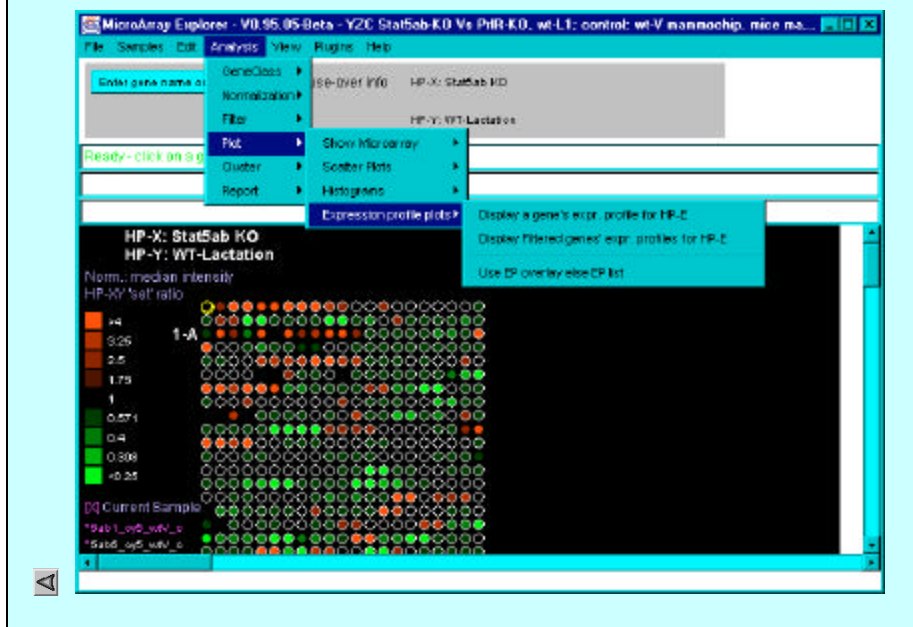 MicroArray Explorer - V0.95.05-Beta - Y2C Stat5ab-KO Vs PrlR-KO, wt-L1; control: wt-V mammochip, mice ma...
File Samples Edit Analysis View Plugins Help
Enter gene name
GeneClass
Normalization
Filter
Plot
Cluster
Report
se-over info
HP-X: Stat5ab KO
HP-Y: WT-Lactation
Ready - click on a g
Show Microarray
Scatter Plots
Histograms
Expression profile plots
Display a gene's expr. profile for HP-E
Display Filtered genes' expr. profiles for HP-E
Use EP overlay else EP list
HP-X: Stat5ab KO
HP-Y: WT-Lactation
Norm.: median intensity
HP-XY 'set' ratio
>4
3.25
2.5
1.75
1
0.571
0.4
0.308
<0.25
1-A
[X] Current Sample